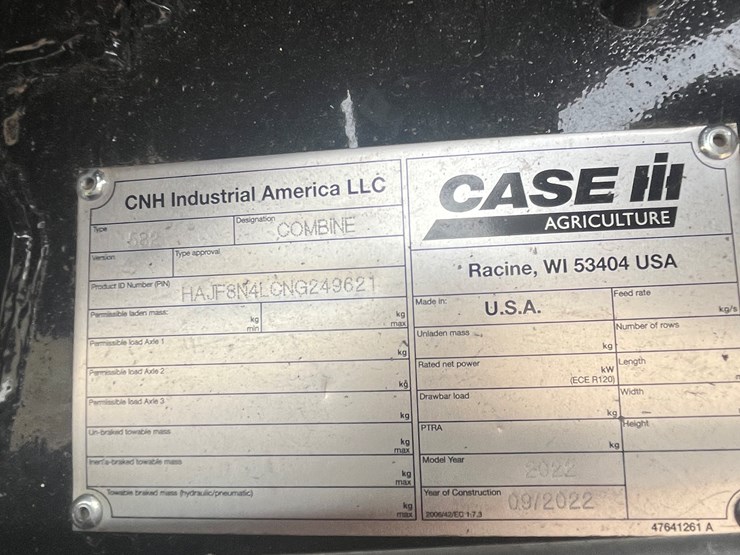 CNH Industrial America LLC
Type 582
Designation COMBINE
Version
Type approval
Product ID Number (PIN) HAJF8N4LCNG249621
Permissible laden mass: kg min kg max
Permissible load Axle 1 kg
Permissible load Axle 2 kg
Permissible load Axle 3 kg
Un-braked towable mass kg max
Inertia-braked towable mass kg max
Towable braked mass (hydraulic/pneumatic) kg max
CASE IH
AGRICULTURE
Racine, WI 53404 USA
Made in: U.S.A.
Feed rate kg/s
Unladen mass kg
Number of rows
Rated net power kW (ECE R120)
Length
Drawbar load kg
Width
PTRA kg
Height
Model Year 2022
Year of Construction 09/2022
2006/42/EC 1.7.3
47641261 A